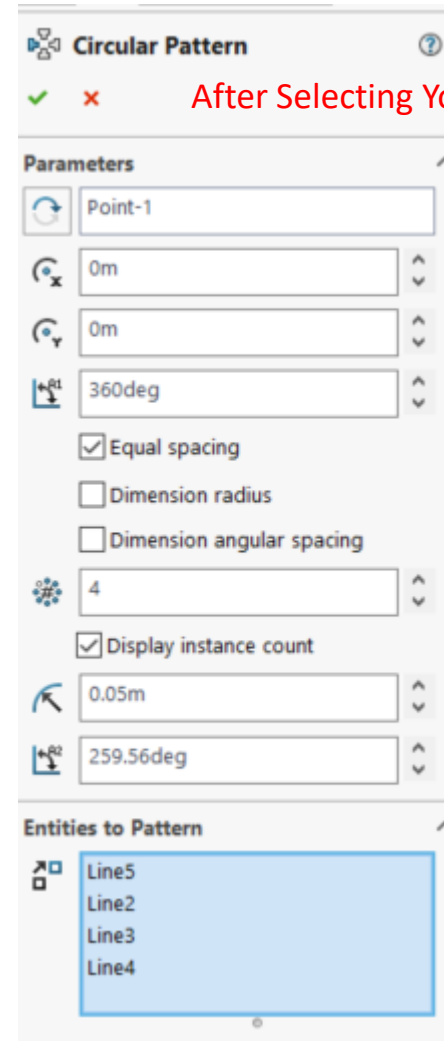 Circular Pattern
After Selecting Yo
Parameters
Point-1
0m
0m
360deg
Equal spacing
Dimension radius
Dimension angular spacing
4
Display instance count
0.05m
259.56deg
Entities to Pattern
Line5
Line2
Line3
Line4